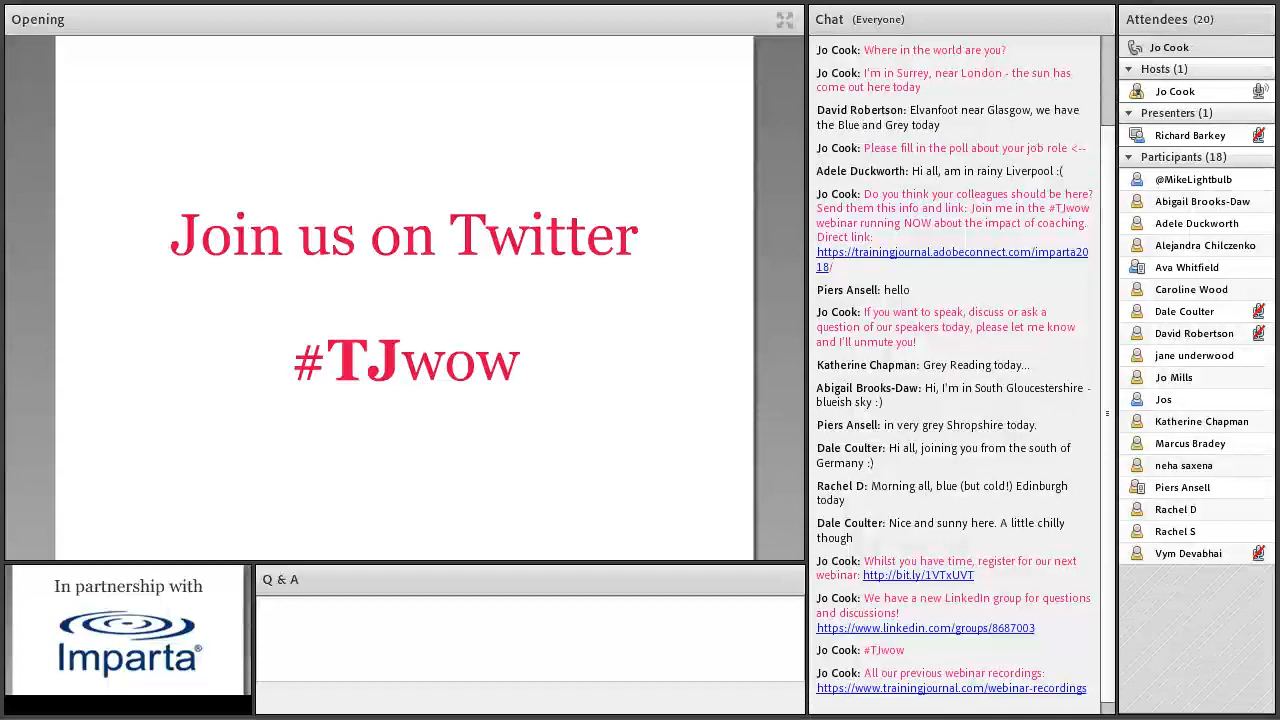 Opening
Join us on Twitter
#TJwow
In partnership with
Imparta®
Q & A
Chat (Everyone)
Jo Cook: Where in the world are you?
Jo Cook: I'm in Surrey, near London - the sun has
come out here today
David Robertson: Elvanfoot near Glasgow, we have
the Blue and Grey today
Jo Cook: Please fill in the poll about your job role <--
Adele Duckworth: Hi all, am in rainy Liverpool :(
Jo Cook: Do you think your colleagues should be here?
Send them this info and link: Join me in the #TJwow
webinar running NOW about the impact of coaching.
Direct link:
https://trainingjournal.adobeconnect.com/imparta20
18/
Piers Ansell: hello
Jo Cook: If you want to speak, discuss or ask a
question of our speakers today, please let me know
and I'll unmute you!
Katherine Chapman: Grey Reading today...
Abigail Brooks-Daw: Hi, I'm in South Gloucestershire -
blueish sky :)
Piers Ansell: in very grey Shropshire today.
Dale Coulter: Hi all, joining you from the south of
Germany :)
Rachel D: Morning all, blue (but cold!) Edinburgh
today
Dale Coulter: Nice and sunny here. A little chilly
though
Jo Cook: Whilst you have time, register for our next
webinar: http://bit.ly/1VTxUVT
Jo Cook: We have a new LinkedIn group for questions
and discussions!
https://www.linkedin.com/groups/8687003
Jo Cook: #TJwow
Jo Cook: All our previous webinar recordings:
https://www.trainingjournal.com/webinar-recordings
Attendees (20)
Jo Cook
Hosts (1)
Jo Cook
Presenters (1)
Richard Barkey
Participants (18)
@MikeLightbulb
Abigail Brooks-Daw
Adele Duckworth
Alejandra Chilczenko
Ava Whitfield
Caroline Wood
Dale Coulter
David Robertson
jane underwood
Jo Mills
Jos
Katherine Chapman
Marcus Bradey
neha saxena
Piers Ansell
Rachel D
Rachel S
Vym Devabhai